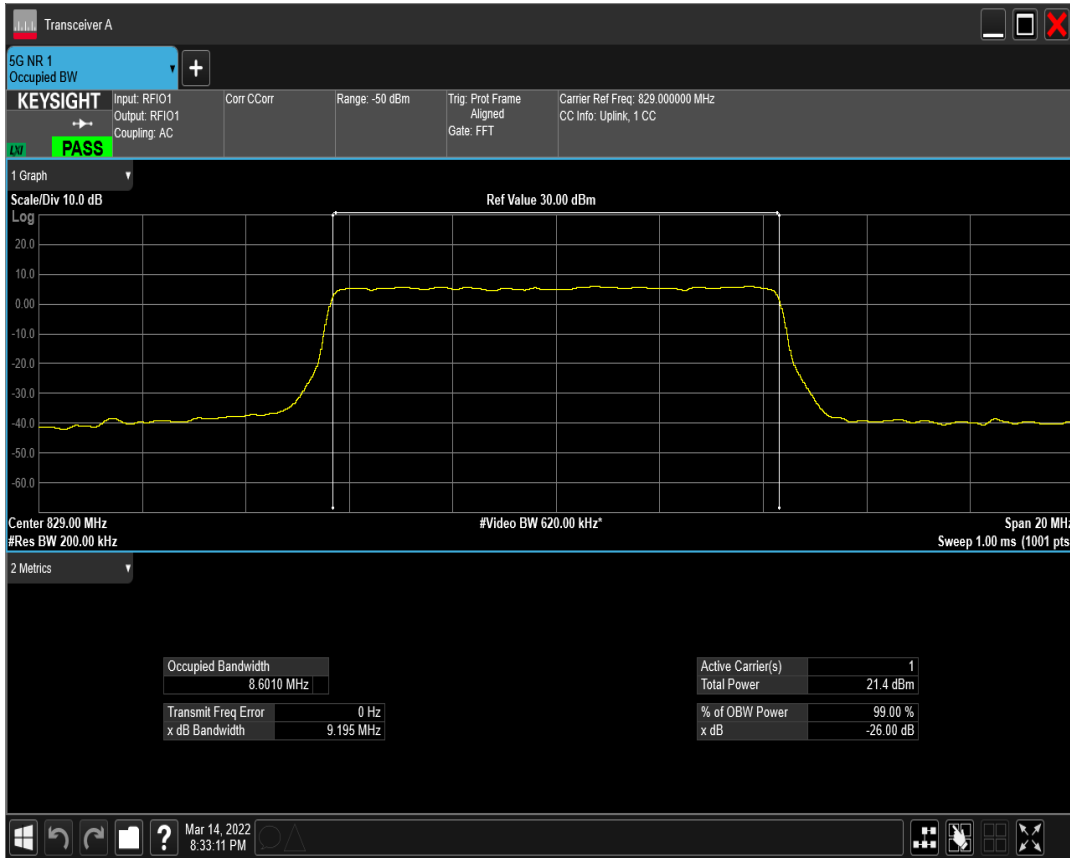 Transceiver A
5G NR 1
Occupied BW
+
KEYSIGHT
LXI
PASS
Input: RFIO1
Output: RFIO1
Coupling: AC
Corr CCorr
Range: -50 dBm
Trig: Prot Frame
Aligned
Gate: FFT
Carrier Ref Freq: 829.000000 MHz
CC Info: Uplink, 1 CC
1 Graph
Scale/Div 10.0 dB
Ref Value 30.00 dBm
Log
20.0
10.0
0.00
-10.0
-20.0
-30.0
-40.0
-50.0
-60.0
Center 829.00 MHz
#Video BW 620.00 kHz*
Span 20 MHz
#Res BW 200.00 kHz
Sweep 1.00 ms (1001 pts
2 Metrics
Occupied Bandwidth
8.6010 MHz
Transmit Freq Error 0 Hz
x dB Bandwidth 9.195 MHz
Active Carrier(s) 1
Total Power 21.4 dBm
% of OBW Power 99.00 %
x dB -26.00 dB
?
Mar 14, 2022
8:33:11 PM